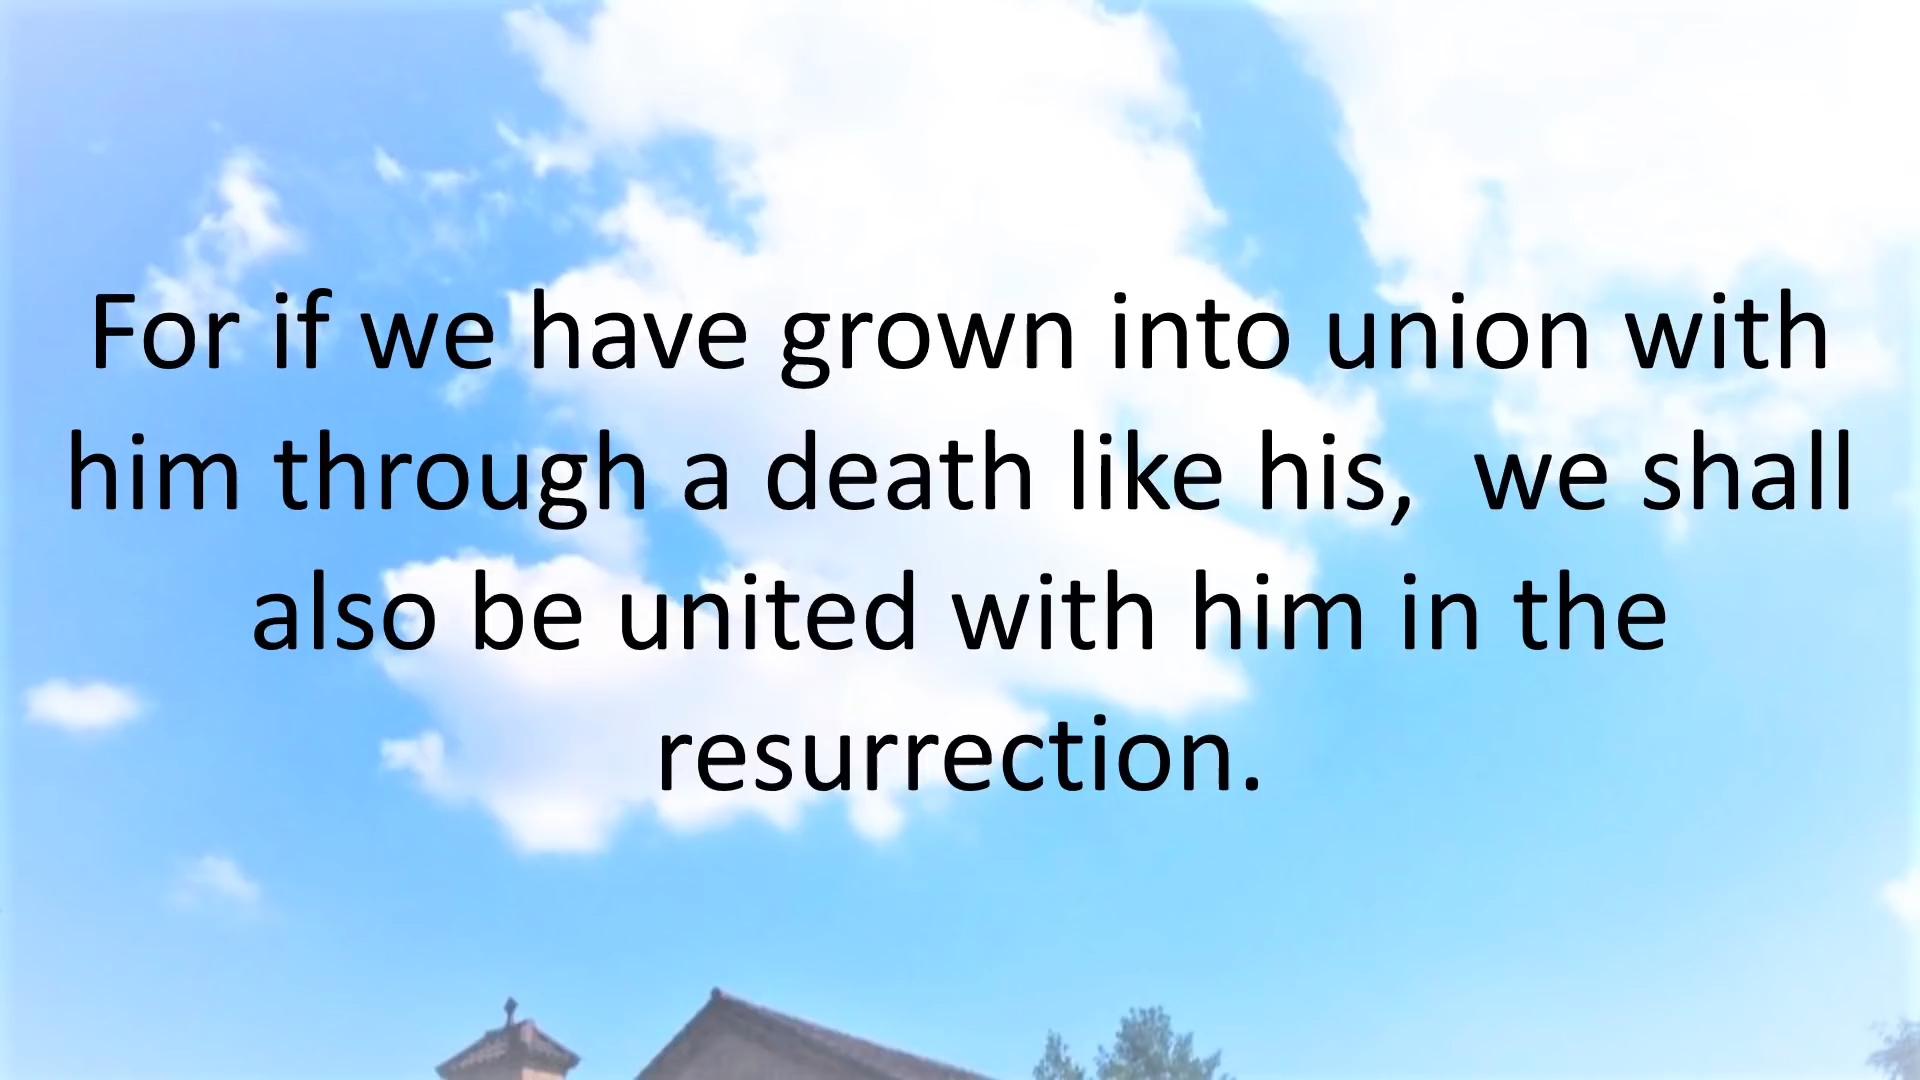 For if we have grown into union with
him through a death like his,  we shall
also be united with him in the
resurrection.